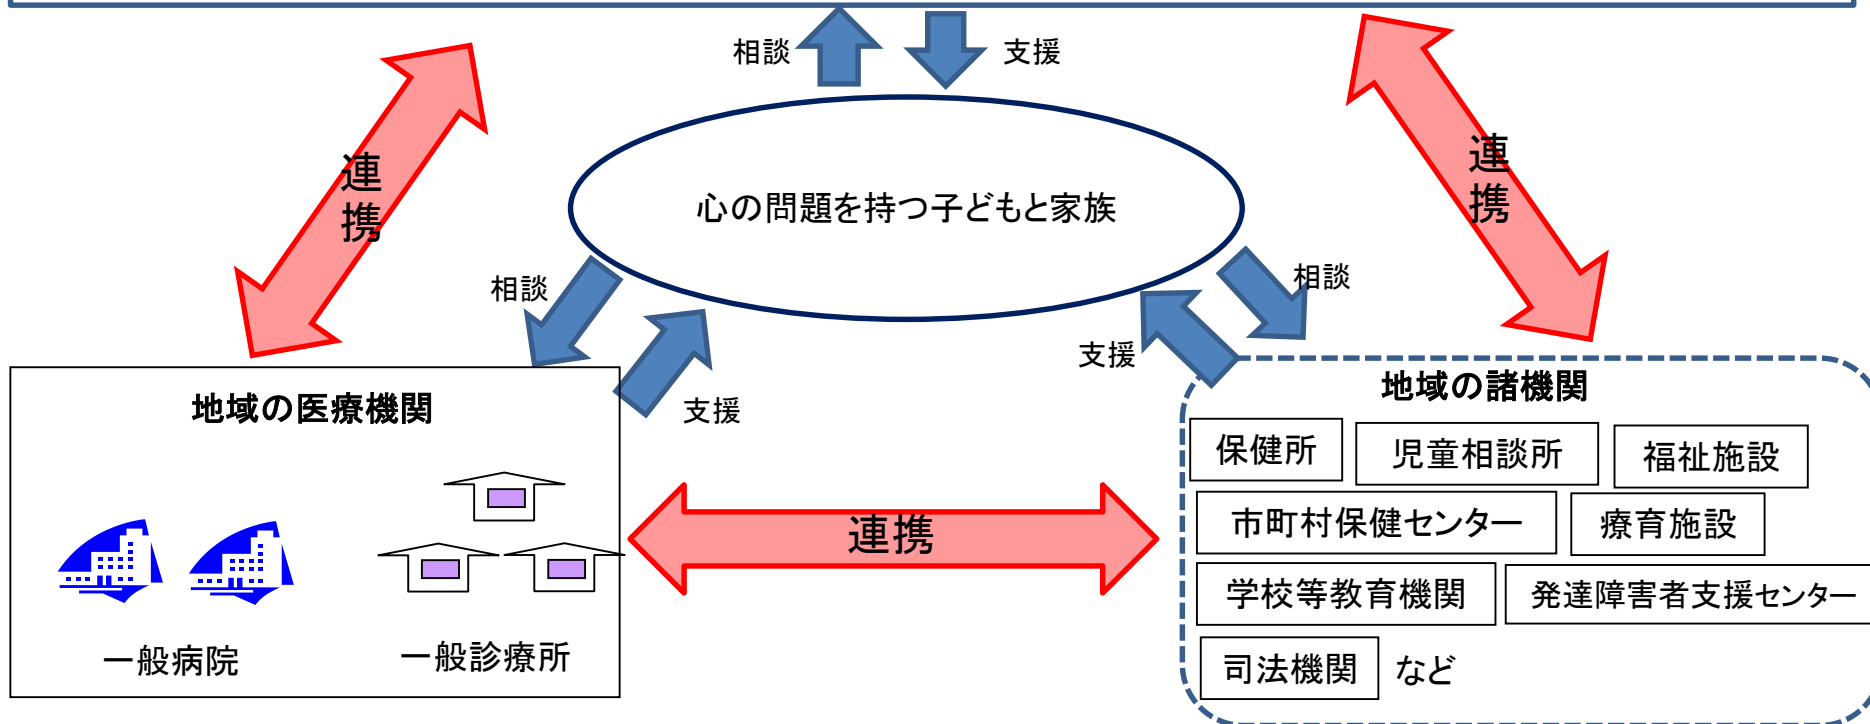 相談
支援
連携
連携
心の問題を持つ子どもと家族
相談
支援
相談
支援
地域の医療機関
一般病院
一般診療所
連携
地域の諸機関
保健所
児童相談所
福祉施設
市町村保健センター
療育施設
学校等教育機関
発達障害者支援センター
司法機関
など